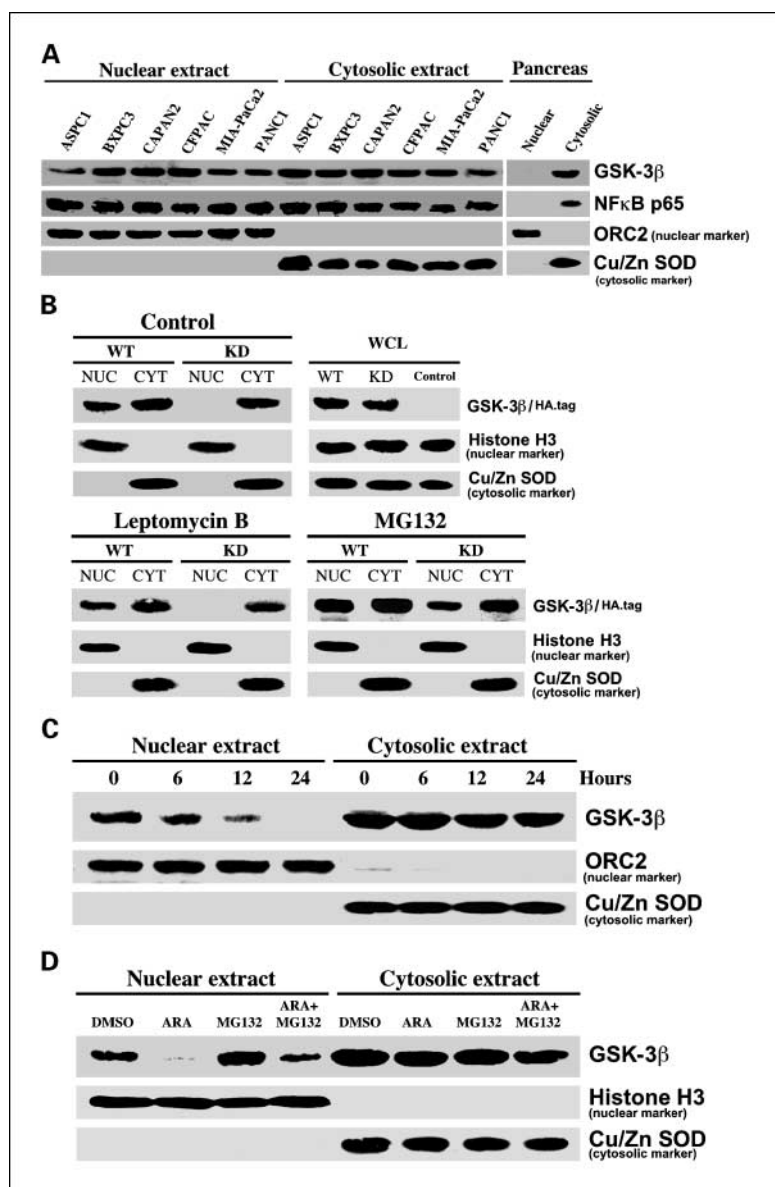 A
Nuclear extract Cytosolic extract Pancreas
ASPC1 BXPC3 CAPAN2 CFPAC MIA-PaCa2 PANC1 ASPC1 BXPC3 CAPAN2 CFPAC MIA-PaCa2 PANC1 Nuclear Cytosolic
GSK-3β
NFκB p65
ORC2 (nuclear marker)
Cu/Zn SOD
(cytosolic marker)
B
Control
WT KD
NUC CYT NUC CYT
WCL
WT KD Control
GSK-3β/HA.tag
Histone H3
(nuclear marker)
Cu/Zn SOD
(cytosolic marker)
Leptomycin B MG132
WT KD WT KD
NUC CYT NUC CYT NUC CYT NUC CYT
GSK-3β/HA.tag
Histone H3
(nuclear marker)
Cu/Zn SOD
(cytosolic marker)
C
Nuclear extract Cytosolic extract
0 6 12 24 0 6 12 24 Hours
GSK-3β
ORC2
(nuclear marker)
Cu/Zn SOD
(cytosolic marker)
D
Nuclear extract Cytosolic extract
DMSO ARA MG132 ARA+ MG132 DMSO ARA MG132 ARA+ MG132
GSK-3β
Histone H3
(nuclear marker)
Cu/Zn SOD
(cytosolic marker)